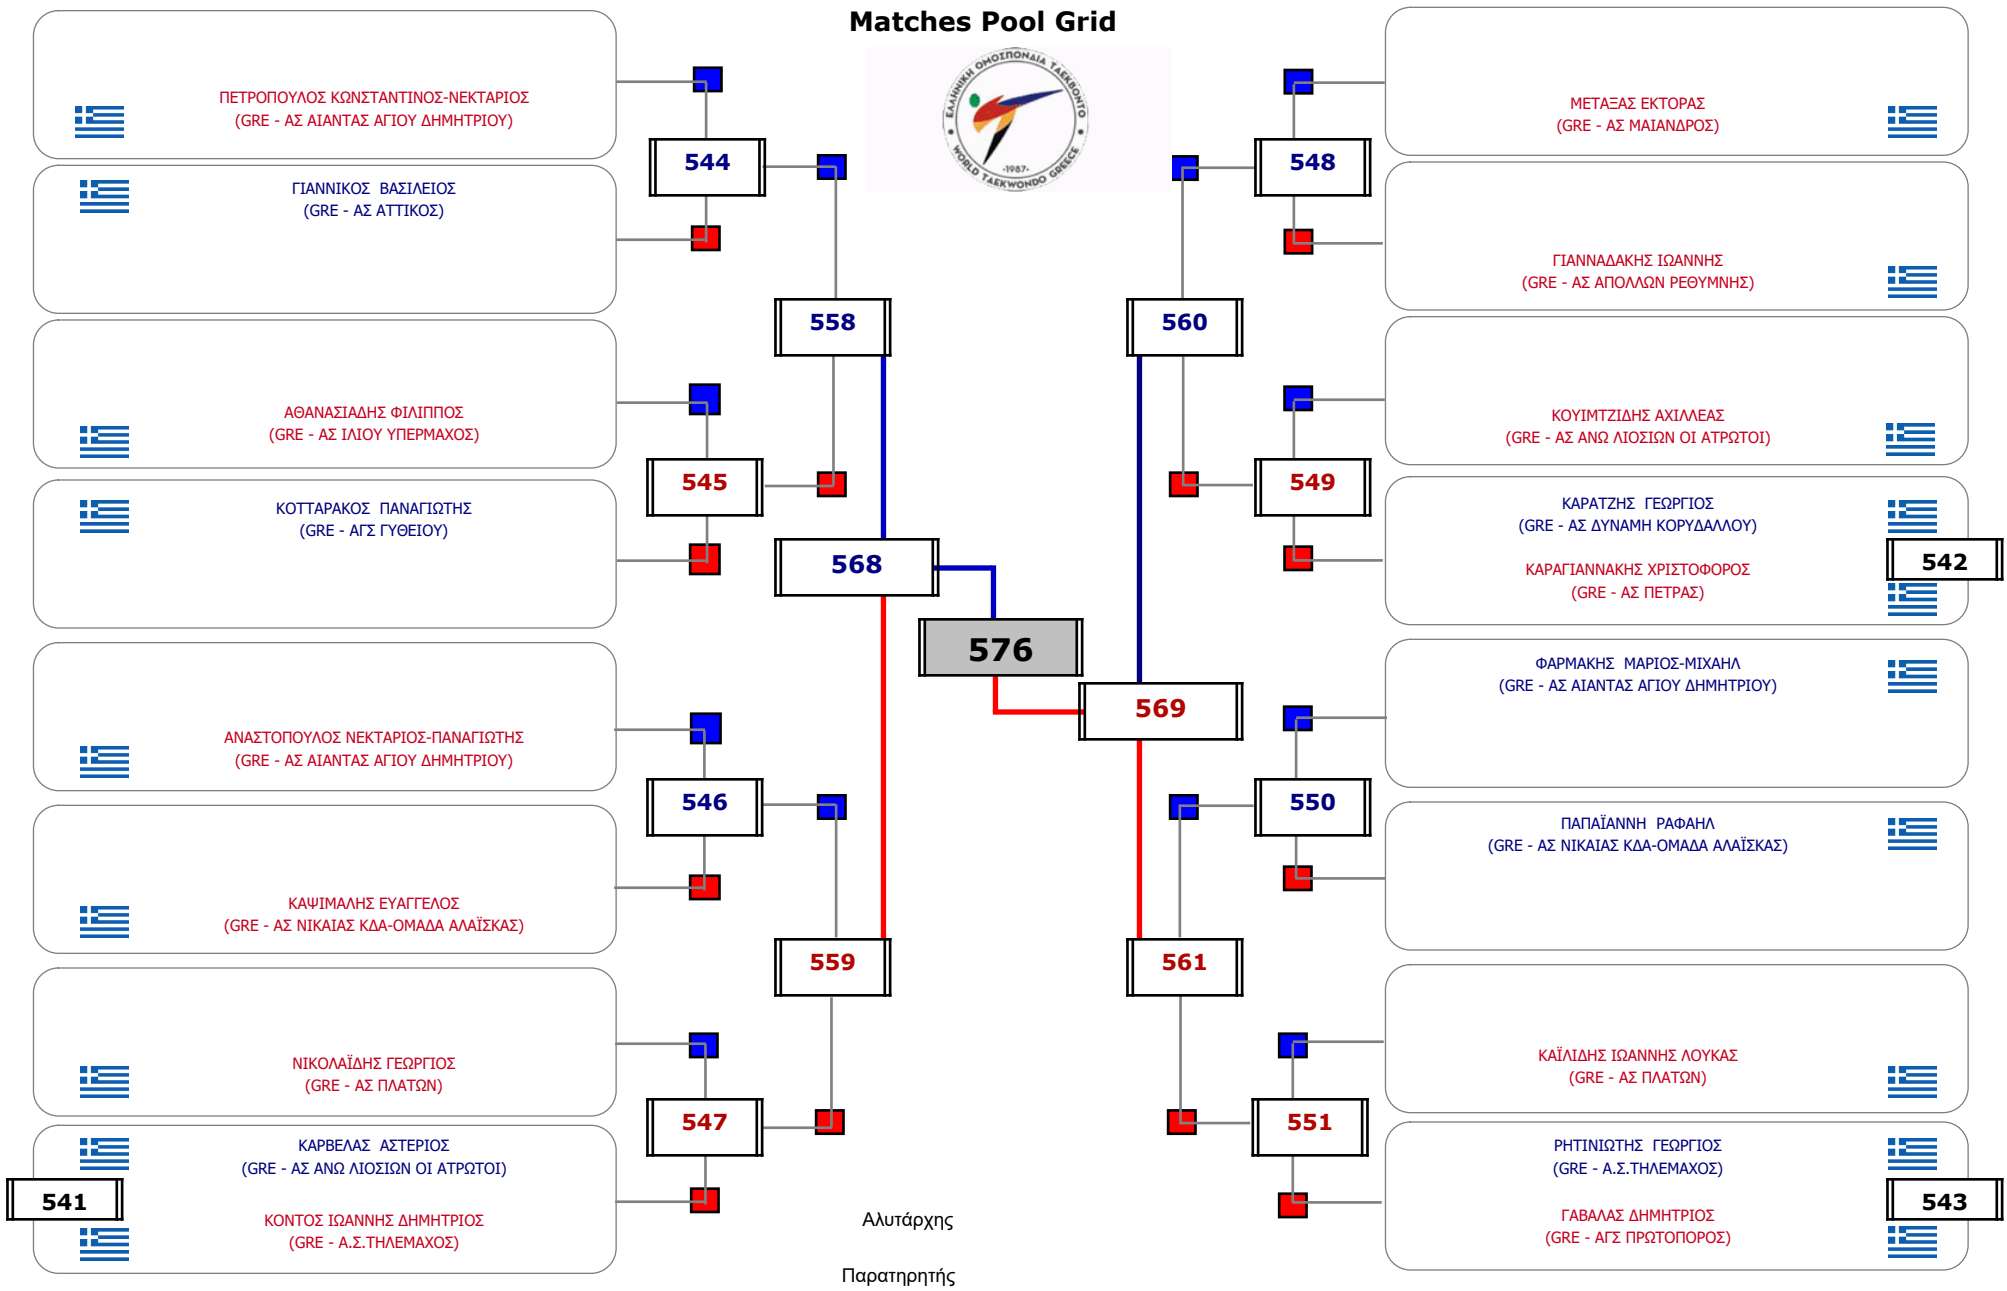 Matches Pool Grid
ΕΛΛΗΝΙΚΗ ΟΜΟΣΠΟΝΔΙΑ ΤΑΕΚΒΟΝΤΟ
-1987-
WORLD TAEKWONDO GREECE
ΠΕΤΡΟΠΟΥΛΟΣ ΚΩΝΣΤΑΝΤΙΝΟΣ-ΝΕΚΤΑΡΙΟΣ
(GRE - ΑΣ ΑΙΑΝΤΑΣ ΑΓΙΟΥ ΔΗΜΗΤΡΙΟΥ)
544
ΓΙΑΝΝΙΚΟΣ ΒΑΣΙΛΕΙΟΣ
(GRE - ΑΣ ΑΤΤΙΚΟΣ)
558
ΑΘΑΝΑΣΙΑΔΗΣ ΦΙΛΙΠΠΟΣ
(GRE - ΑΣ ΙΛΙΟΥ ΥΠΕΡΜΑΧΟΣ)
545
ΚΟΤΤΑΡΑΚΟΣ ΠΑΝΑΓΙΩΤΗΣ
(GRE - ΑΓΣ ΓΥΘΕΙΟΥ)
568
576
ΑΝΑΣΤΟΠΟΥΛΟΣ ΝΕΚΤΑΡΙΟΣ-ΠΑΝΑΓΙΩΤΗΣ
(GRE - ΑΣ ΑΙΑΝΤΑΣ ΑΓΙΟΥ ΔΗΜΗΤΡΙΟΥ)
546
ΚΑΨΙΜΑΛΗΣ ΕΥΑΓΓΕΛΟΣ
(GRE - ΑΣ ΝΙΚΑΙΑΣ ΚΔΑ-ΟΜΑΔΑ ΑΛΑΪΣΚΑΣ)
559
ΝΙΚΟΛΑΪΔΗΣ ΓΕΩΡΓΙΟΣ
(GRE - ΑΣ ΠΛΑΤΩΝ)
547
ΚΑΡΒΕΛΑΣ ΑΣΤΕΡΙΟΣ
(GRE - ΑΣ ΑΝΩ ΛΙΟΣΙΩΝ ΟΙ ΑΤΡΩΤΟΙ)
541
ΚΟΝΤΟΣ ΙΩΑΝΝΗΣ ΔΗΜΗΤΡΙΟΣ
(GRE - Α.Σ.ΤΗΛΕΜΑΧΟΣ)
ΜΕΤΑΞΑΣ ΕΚΤΟΡΑΣ
(GRE - ΑΣ ΜΑΙΑΝΔΡΟΣ)
548
ΓΙΑΝΝΑΔΑΚΗΣ ΙΩΑΝΝΗΣ
(GRE - ΑΣ ΑΠΟΛΛΩΝ ΡΕΘΥΜΝΗΣ)
560
ΚΟΥΙΜΤΖΙΔΗΣ ΑΧΙΛΛΕΑΣ
(GRE - ΑΣ ΑΝΩ ΛΙΟΣΙΩΝ ΟΙ ΑΤΡΩΤΟΙ)
549
ΚΑΡΑΤΖΗΣ ΓΕΩΡΓΙΟΣ
(GRE - ΑΣ ΔΥΝΑΜΗ ΚΟΡΥΔΑΛΛΟΥ)
542
ΚΑΡΑΓΙΑΝΝΑΚΗΣ ΧΡΙΣΤΟΦΟΡΟΣ
(GRE - ΑΣ ΠΕΤΡΑΣ)
569
ΦΑΡΜΑΚΗΣ ΜΑΡΙΟΣ-ΜΙΧΑΗΛ
(GRE - ΑΣ ΑΙΑΝΤΑΣ ΑΓΙΟΥ ΔΗΜΗΤΡΙΟΥ)
550
ΠΑΠΑΪΑΝΝΗ ΡΑΦΑΗΛ
(GRE - ΑΣ ΝΙΚΑΙΑΣ ΚΔΑ-ΟΜΑΔΑ ΑΛΑΪΣΚΑΣ)
561
ΚΑΪΛΙΔΗΣ ΙΩΑΝΝΗΣ ΛΟΥΚΑΣ
(GRE - ΑΣ ΠΛΑΤΩΝ)
551
ΡΗΤΙΝΙΩΤΗΣ ΓΕΩΡΓΙΟΣ
(GRE - Α.Σ.ΤΗΛΕΜΑΧΟΣ)
543
ΓΑΒΑΛΑΣ ΔΗΜΗΤΡΙΟΣ
(GRE - ΑΓΣ ΠΡΩΤΟΠΟΡΟΣ)
Αλυτάρχης
Παρατηρητής